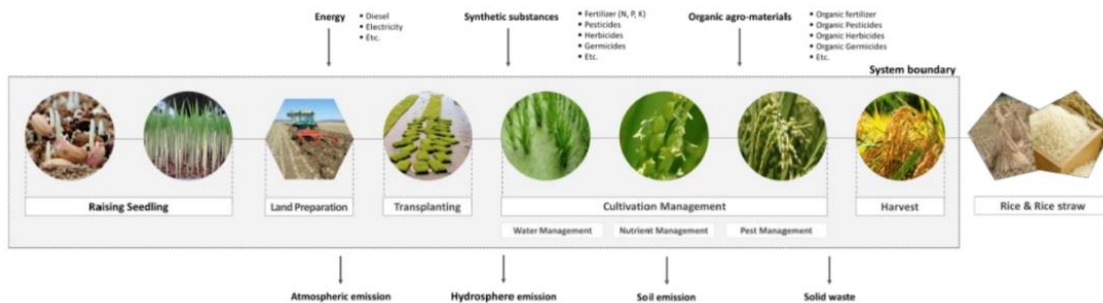 Energy
• Diesel
• Electricity
• Etc.
Synthetic substances
• Fertilizer (N, P, K)
• Pesticides
• Herbicides
• Germicides
• Etc.
Organic agro-materials
• Organic fertilizer
• Organic Pesticides
• Organic Herbicides
• Organic Germicides
• Etc.
System boundary
Raising Seedling
Land Preparation
Transplanting
Cultivation Management
Harvest
Rice & Rice straw
Water Management
Nutrient Management
Pest Management
Atmospheric emission
Hydrosphere emission
Soil emission
Solid waste